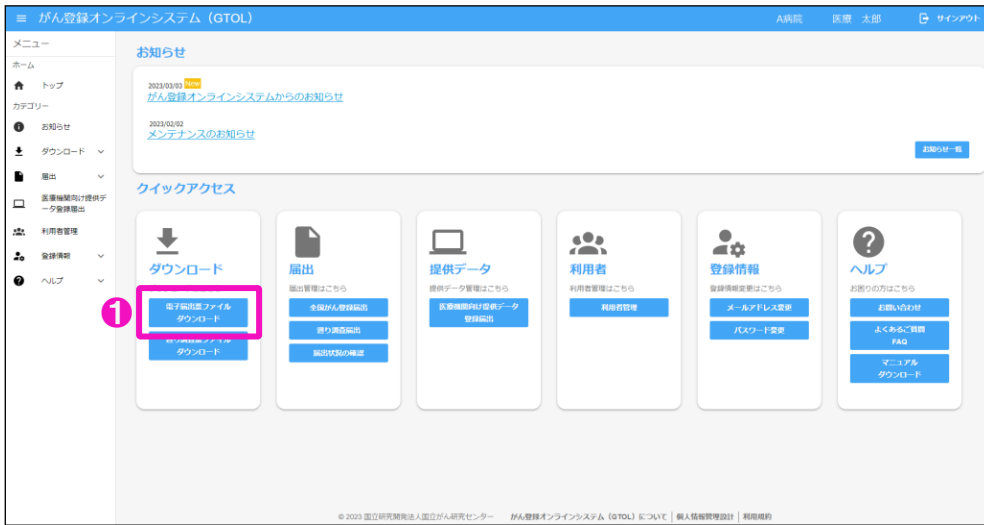 がん登録オンラインシステム (GTOL)
A病院
医療 太郎
サインアウト
メニュー
ホーム
トップ
カテゴリー
お知らせ
ダウンロード
届出
医療機関向け提供デ
ータ登録届出
利用者管理
登録情報
ヘルプ
お知らせ
2023/03/03 New
がん登録オンラインシステムからのお知らせ
2023/02/02
メンテナンスのお知らせ
お知らせ一覧
クイックアクセス
ダウンロード
1
電子届出票ファイル
ダウンロード
遡り調査票ファイル
ダウンロード
届出
届出管理はこちら
全国がん登録届出
遡り調査届出
届出状況の確認
提供データ
提供データ管理はこちら
医療機関向け提供データ
登録届出
利用者
利用者管理はこちら
利用者管理
登録情報
登録情報変更はこちら
メールアドレス変更
パスワード変更
ヘルプ
お困りの方はこちら
お問い合わせ
よくあるご質問
FAQ
マニュアル
ダウンロード
© 2023 国立研究開発法人国立がん研究センター がん登録オンラインシステム (GTOL) について | 個人情報管理設計 | 利用規約